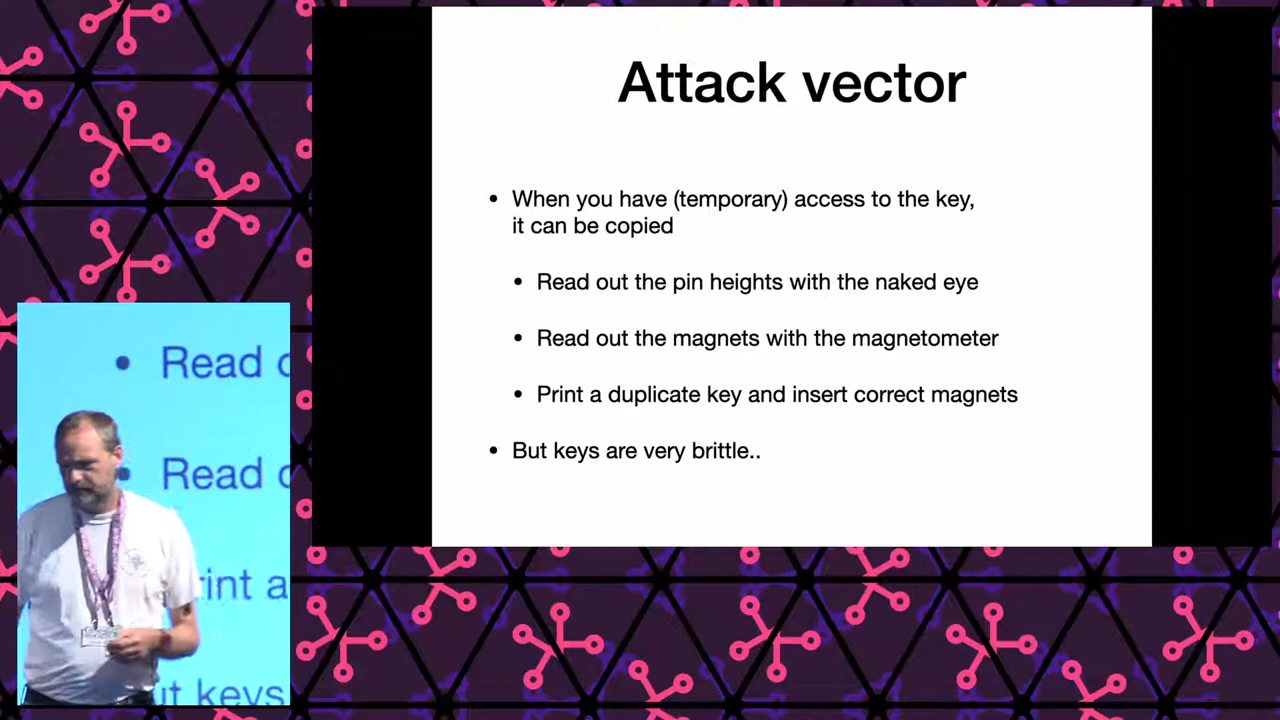 Attack vector
• When you have (temporary) access to the key,
it can be copied
• Read out the pin heights with the naked eye
• Read out the magnets with the magnetometer
• Print a duplicate key and insert correct magnets
• But keys are very brittle..
• Read
• Read
rint a
ut keys